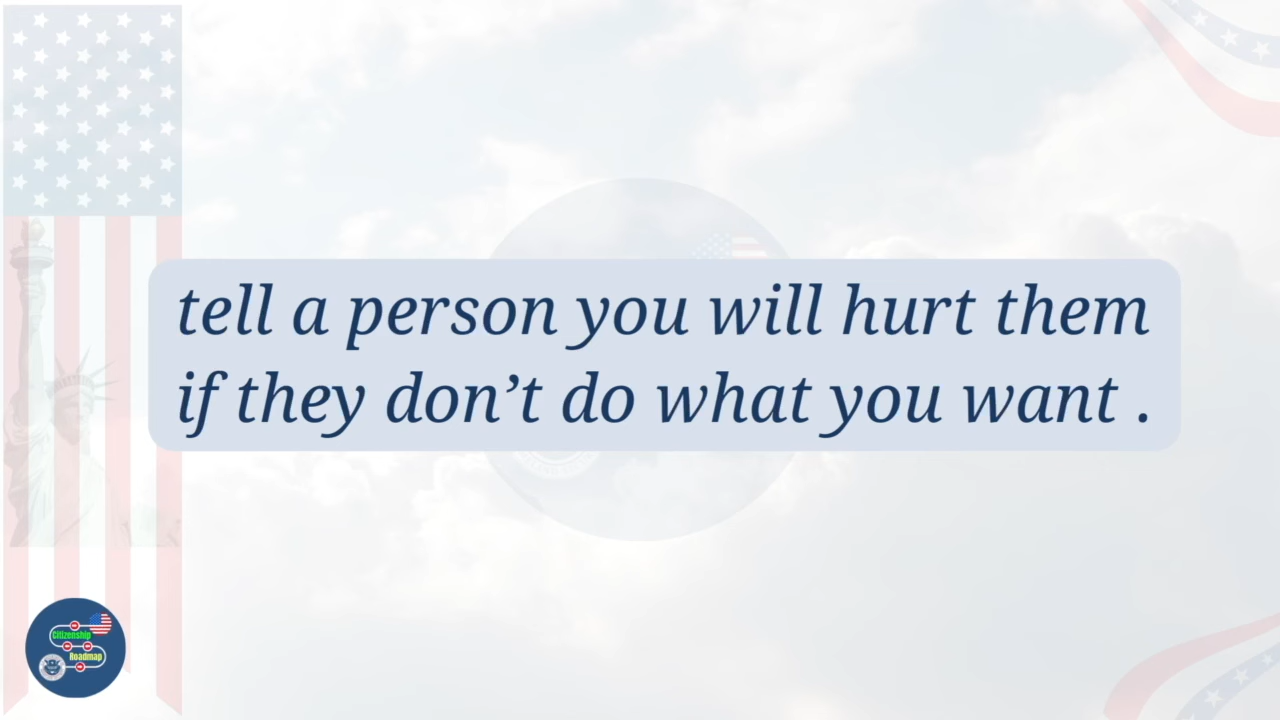 tell a person you will hurt them
if they don’t do what you want .
Citizenship
Roadmap